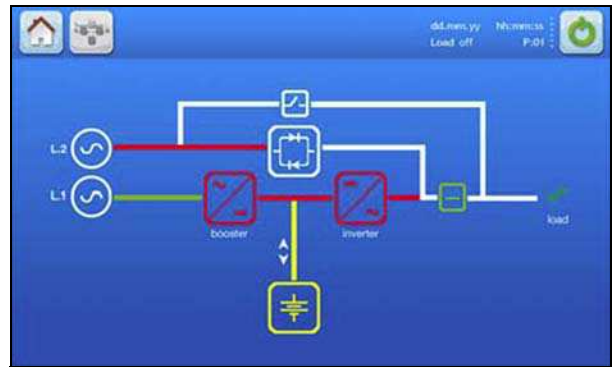 dd.mm.yy hh:mm:ss
Load off P:01
L2
L1
booster
inverter
load